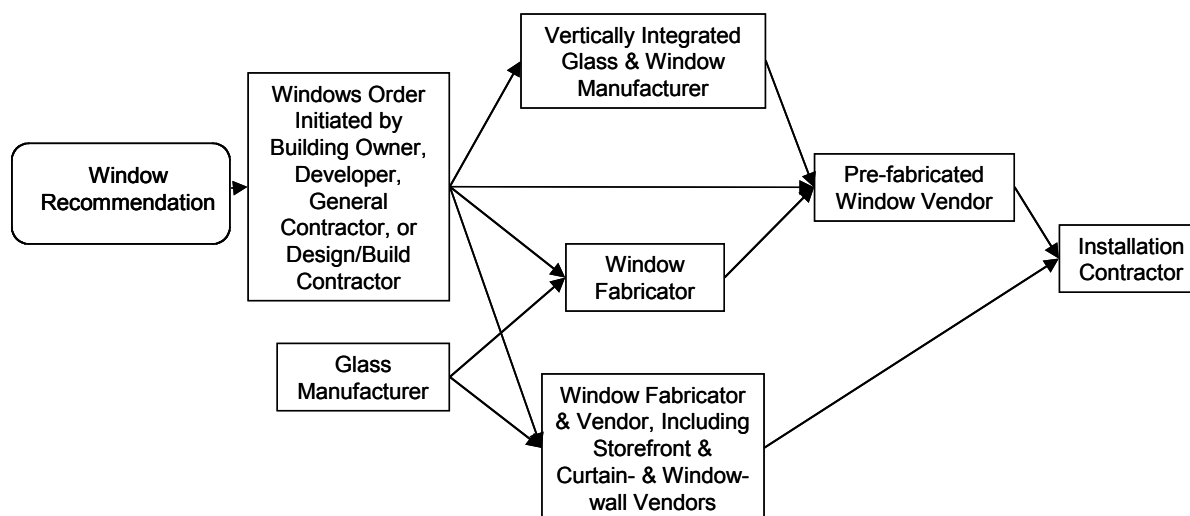 Window
Recommendation
Windows Order
Initiated by
Building Owner,
Developer,
General
Contractor, or
Design/Build
Contractor
Glass
Manufacturer
Vertically Integrated
Glass & Window
Manufacturer
Window
Fabricator
Window Fabricator
& Vendor, Including
Storefront &
Curtain- & Window-
wall Vendors
Pre-fabricated
Window Vendor
Installation
Contractor